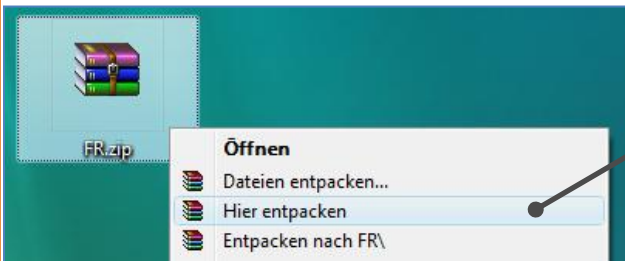 FR.zip
Öffnen
Dateien entpacken...
Hier entpacken
Entpacken nach FR\